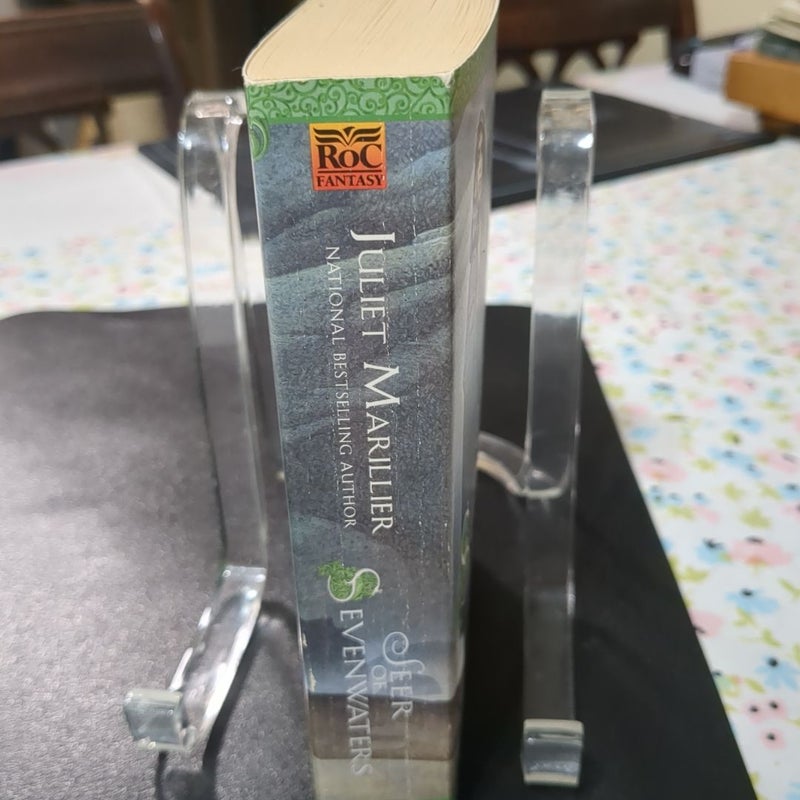 ROC
FANTASY
JULIET MARILLIER
NATIONAL BESTSELLING AUTHOR
SEER
OF
SEVENWATERS